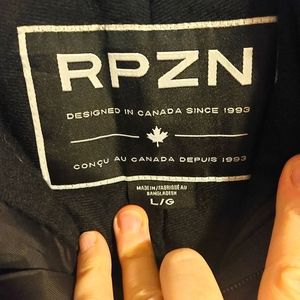 RPZN
DESIGNED IN CANADA SINCE 1993
CONÇU AU CANADA DEPUIS 1993
MADE IN/FABRIQUÉ AU
BANGLADESH
L/G